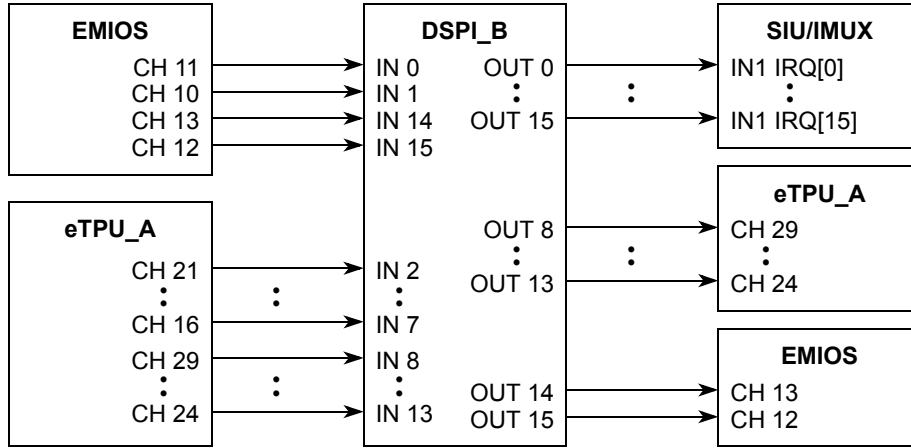 EMIOS
CH 11
CH 10
CH 13
CH 12
eTPU_A
CH 21
CH 16
CH 29
CH 24
DSPI_B
IN 0
IN 1
IN 14
IN 15
IN 2
IN 7
IN 8
IN 13
OUT 0
OUT 15
OUT 8
OUT 13
OUT 14
OUT 15
SIU/IMUX
IN1 IRQ[0]
IN1 IRQ[15]
eTPU_A
CH 29
CH 24
EMIOS
CH 13
CH 12